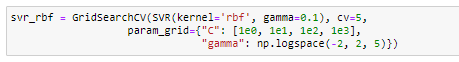 svr_rbf = GridSearchCV(SVR(kernel='rbf', gamma=0.1), cv=5,
param_grid={"C": [1e0, 1e1, 1e2, 1e3],
"gamma": np.logspace(-2, 2, 5)})